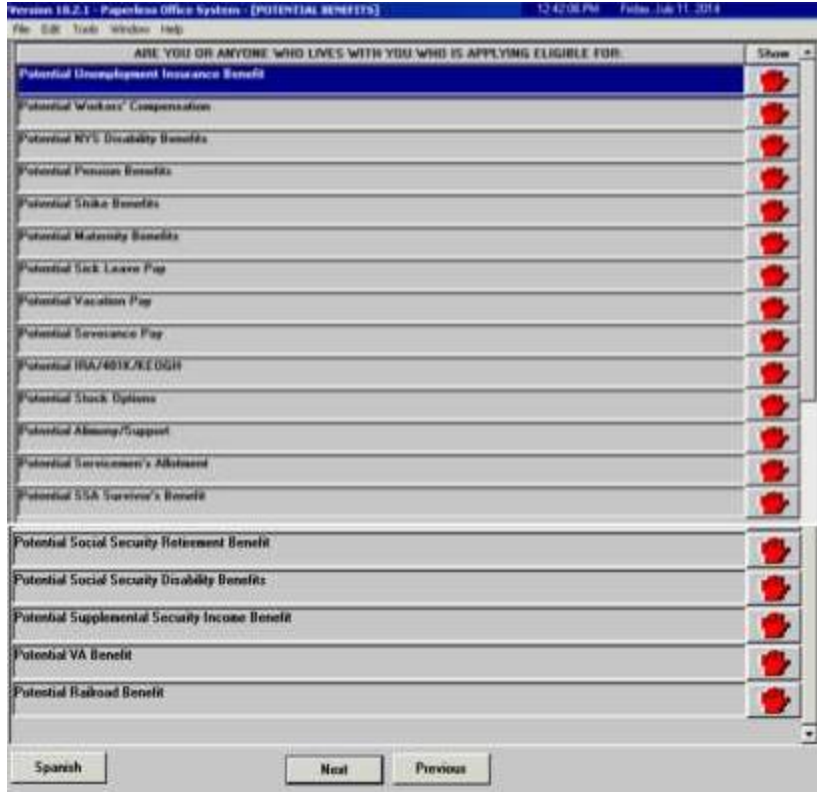 Version 18.2.1 - Paperless Office System - [POTENTIAL BENEFITS] 12:42:08 PM Friday, July 11, 2014
File Edit Tools Window Help
ARE YOU OR ANYONE WHO LIVES WITH YOU WHO IS APPLYING ELIGIBLE FOR: Show
Potential Unemployment Insurance Benefit
Potential Workers' Compensation
Potential NYS Disability Benefits
Potential Pension Benefits
Potential Strike Benefits
Potential Maternity Benefits
Potential Sick Leave Pay
Potential Vacation Pay
Potential Severance Pay
Potential IRA/401K/KEOGH
Potential Stock Options
Potential Alimony/Support
Potential Servicemen's Allotment
Potential SSA Survivor's Benefit
Potential Social Security Retirement Benefit
Potential Social Security Disability Benefits
Potential Supplemental Security Income Benefit
Potential VA Benefit
Potential Railroad Benefit
Spanish Next Previous